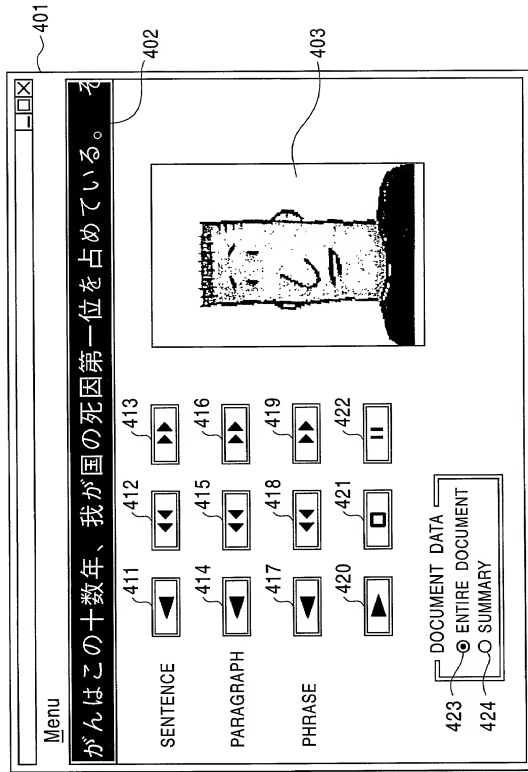 401
Menu
がんはこの十数年、我が国の死因第一位を占めている。 そ
402
SENTENCE 411 412 413
PARAGRAPH 414 415 416
PHRASE 417 418 419
420 421 422
403
DOCUMENT DATA
423 ENTIRE DOCUMENT
424 SUMMARY